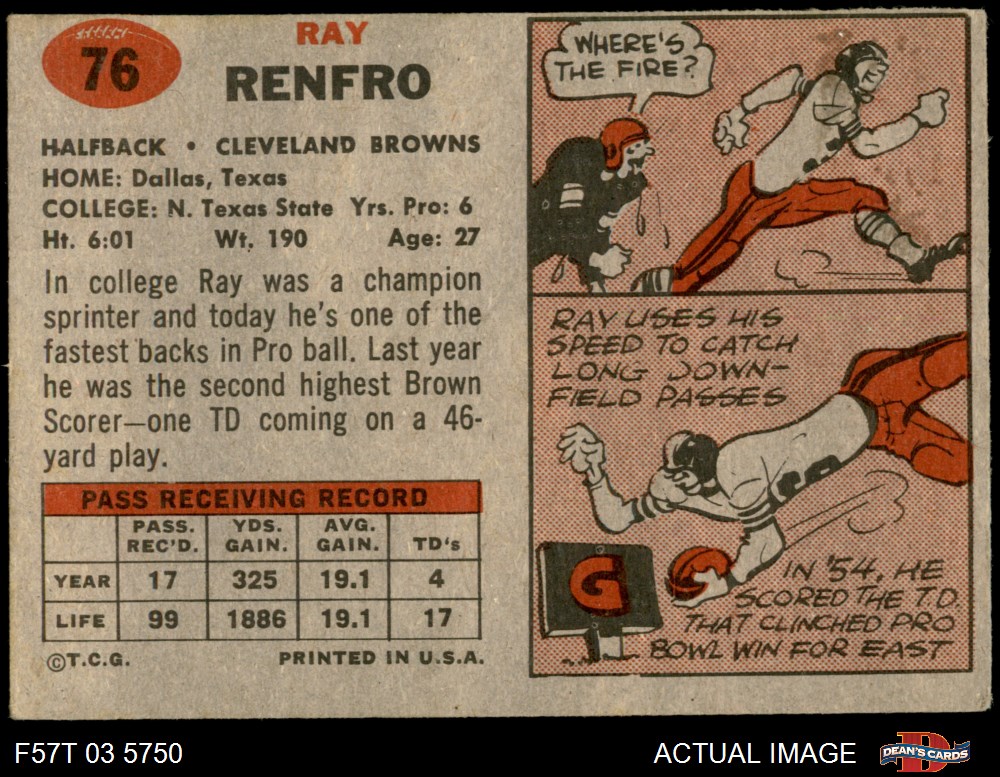 76
RAY
RENFRO
HALFBACK • CLEVELAND BROWNS
HOME: Dallas, Texas
COLLEGE: N. Texas State Yrs. Pro: 6
Ht. 6:01 Wt. 190 Age: 27
In college Ray was a champion
sprinter and today he's one of the
fastest backs in Pro ball. Last year
he was the second highest Brown
Scorer—one TD coming on a 46-
yard play.
PASS RECEIVING RECORD
PASS. REC'D. YDS. GAIN. AVG. GAIN. TD's
YEAR 17 325 19.1 4
LIFE 99 1886 19.1 17
©T.C.G. PRINTED IN U.S.A.
WHERE'S
THE FIRE?
RAY USES HIS
SPEED TO CATCH
LONG DOWN-
FIELD PASSES
G
IN '54, HE
SCORED THE T.D.
THAT CLINCHED PRO
BOWL WIN FOR EAST
F57T 03 5750
ACTUAL IMAGE
DEAN'S CARDS